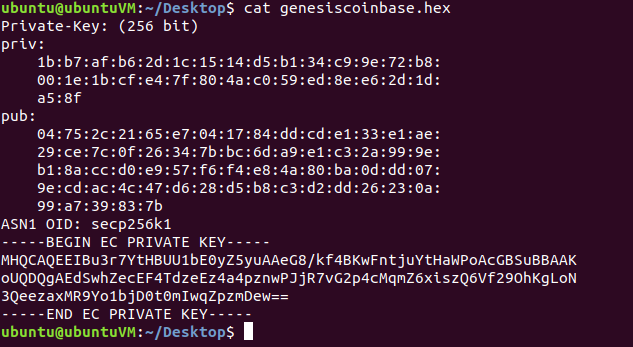 ubuntu@ubuntuVM:~/Desktop$ cat genesiscoinbase.hex
Private-Key: (256 bit)
priv:
1b:b7:af:b6:2d:1c:15:14:d5:b1:34:c9:9e:72:b8:
00:1e:1b:cf:e4:7f:80:4a:c0:59:ed:8e:e6:2d:1d:
a5:8f
pub:
04:75:2c:21:65:e7:04:17:84:dd:cd:e1:33:e1:ae:
29:ce:7c:0f:26:34:7b:bc:6d:a9:e1:c3:2a:99:9e:
b1:8a:cc:d0:e9:57:f6:f4:e8:4a:80:ba:0d:dd:07:
9e:cd:ac:4c:47:d6:28:d5:b8:c3:d2:dd:26:23:0a:
99:a7:39:83:7b
ASN1 OID: secp256k1
-----BEGIN EC PRIVATE KEY-----
MHQCAQEEIBu3r7YtHBUU1bE0yZ5yuAAeG8/kf4BKwFntjuYtHaWPoAcGBSuBBAAK
oUQDQgAEdSwhZecEF4TdzeEz4a4pznwPJjR7vG2p4cMqmZ6xiszQ6Vf29OhKgLoN
3QeezaxMR9Yo1bjD0t0mIwqZpzmDew==
-----END EC PRIVATE KEY-----
ubuntu@ubuntuVM:~/Desktop$